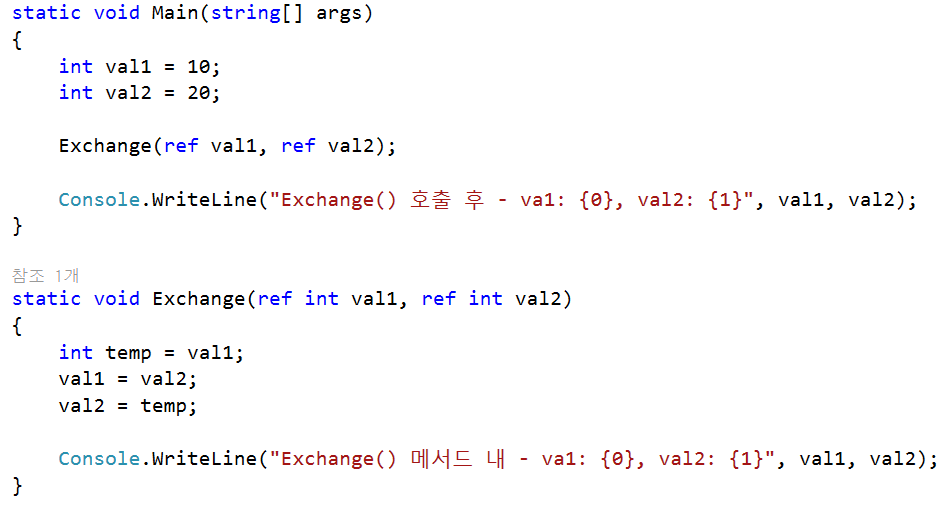 static void Main(string[] args)
{
    int val1 = 10;
    int val2 = 20;
    Exchange(ref val1, ref val2);
    Console.WriteLine("Exchange() 호출 후 - va1: {0}, val2: {1}", val1, val2);
}
참조 1개
static void Exchange(ref int val1, ref int val2)
{
    int temp = val1;
    val1 = val2;
    val2 = temp;
    Console.WriteLine("Exchange() 메서드 내 - va1: {0}, val2: {1}", val1, val2);
}